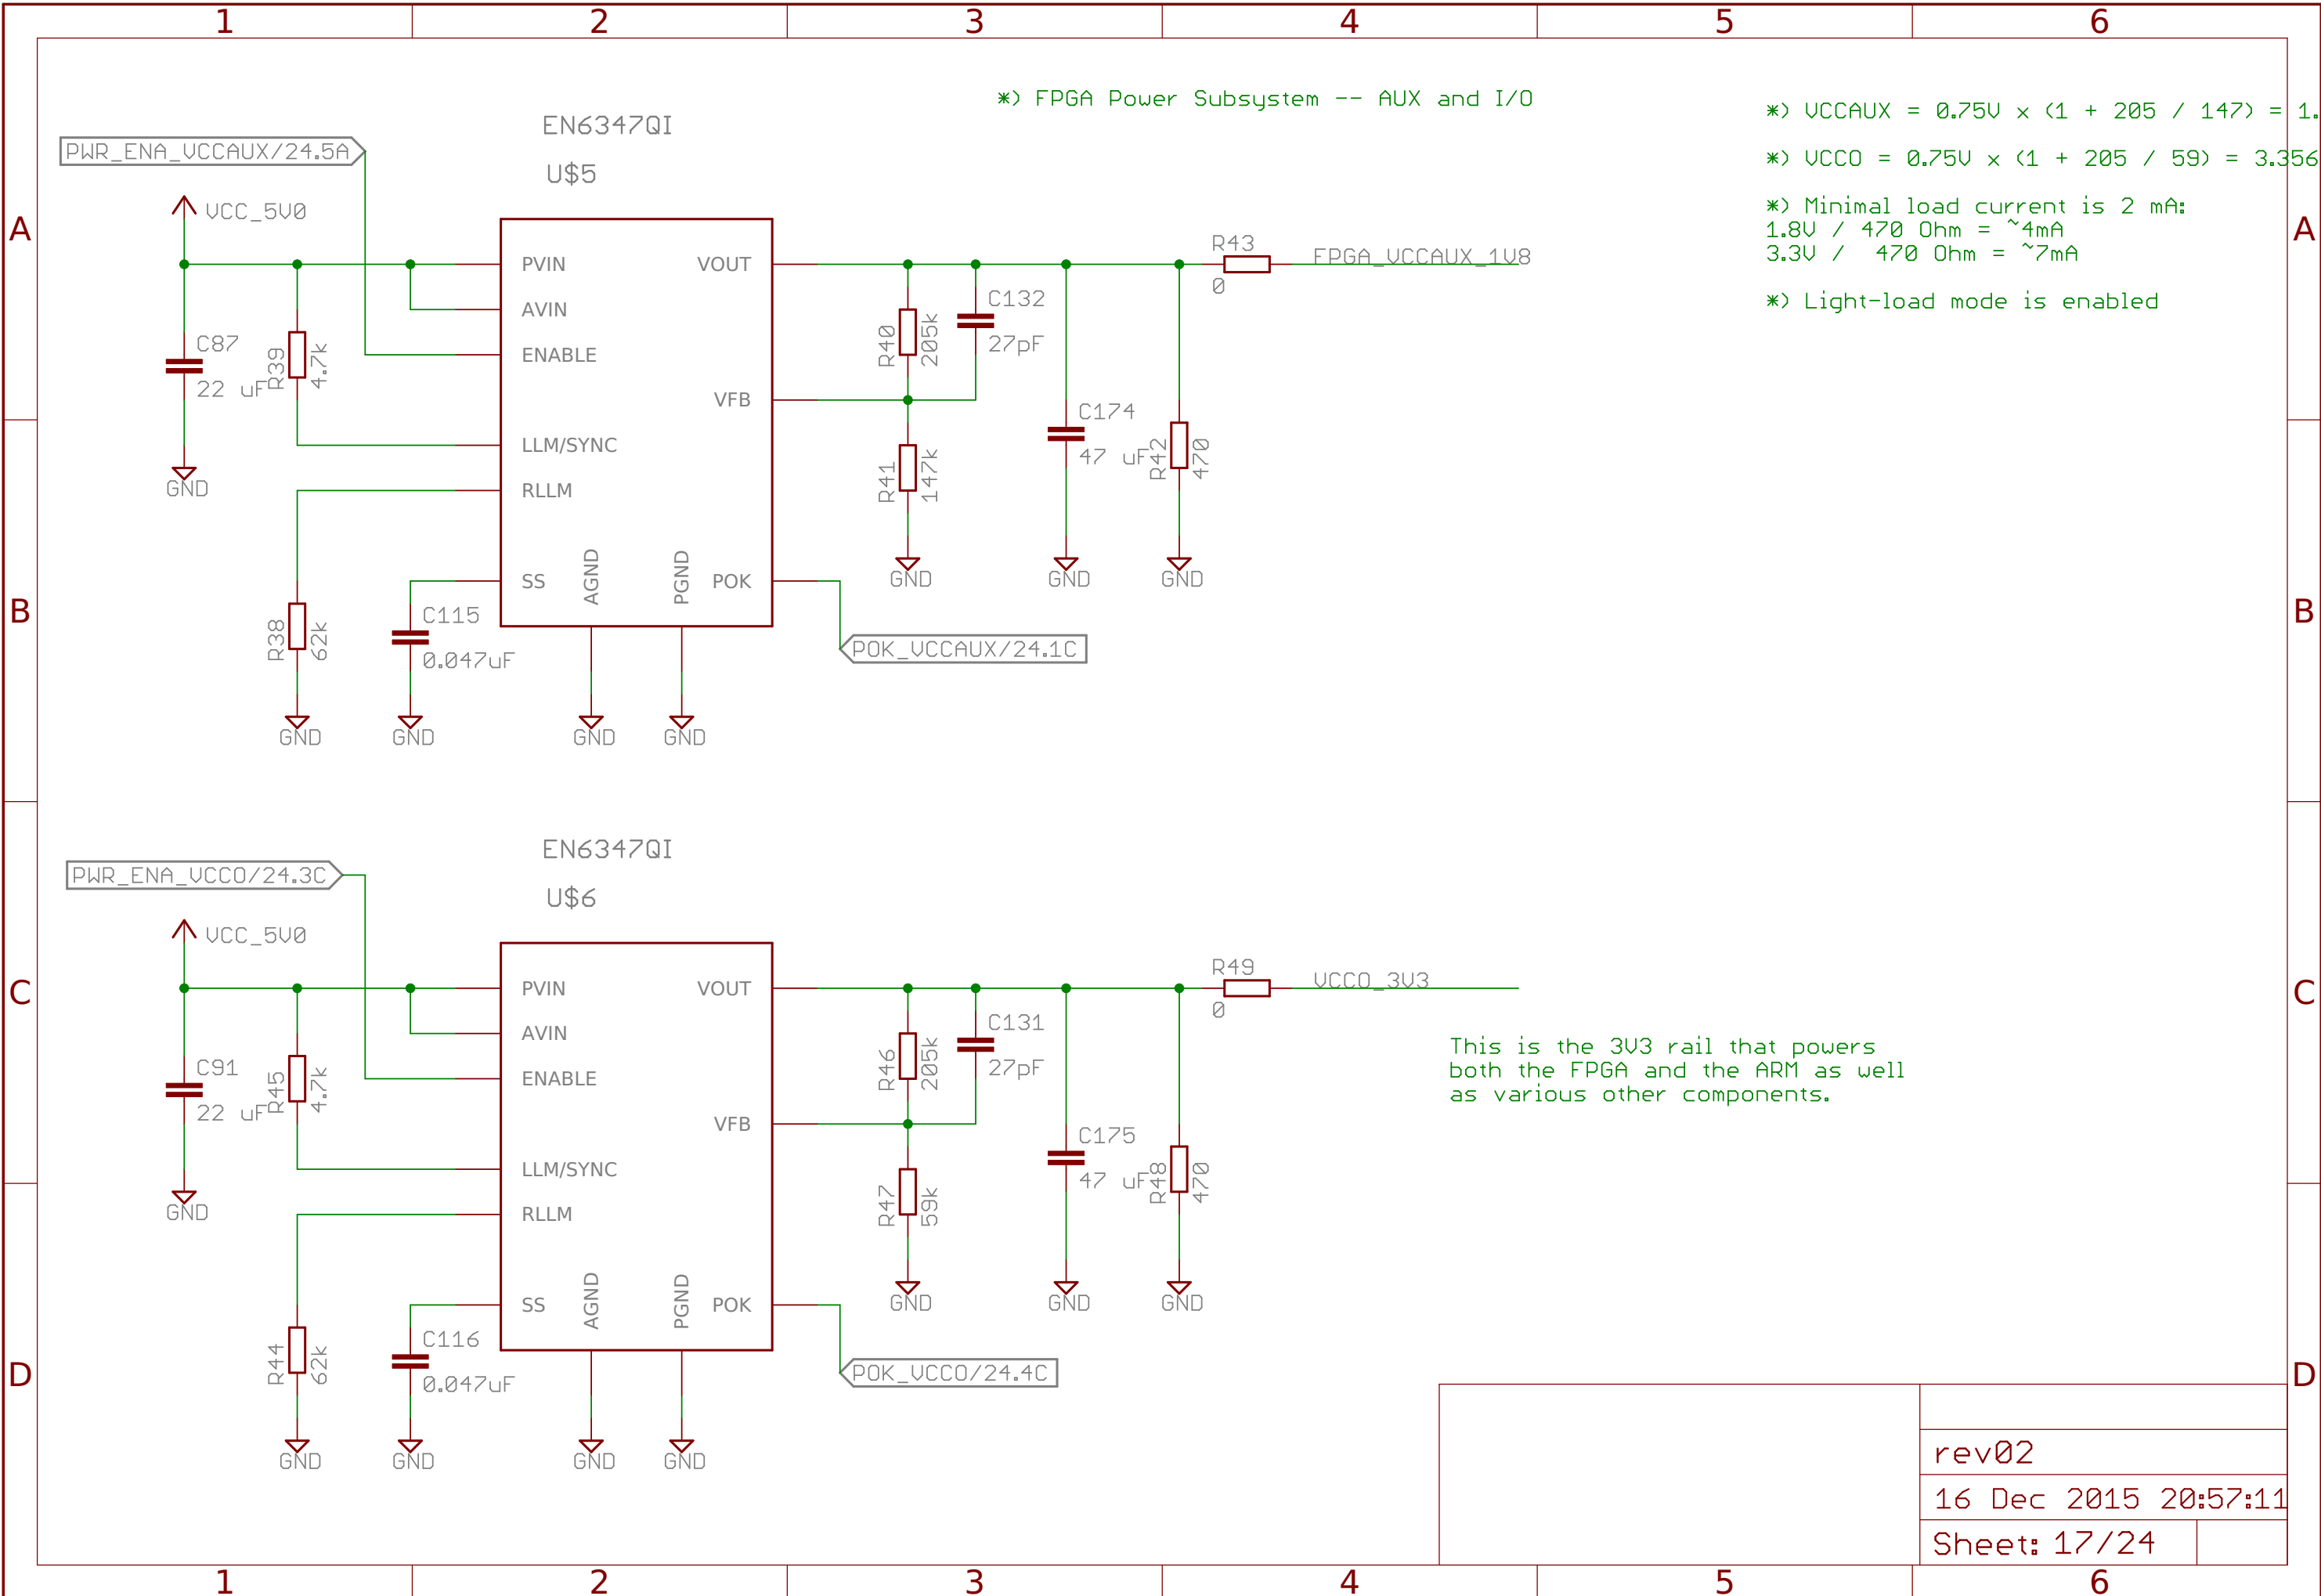 1 2 3 4 5 6
*) FPGA Power Subsystem -- AUX and I/O
*) VCCAUX = 0.75V x (1 + 205 / 147) = 1.
*) VCCO = 0.75V x (1 + 205 / 59) = 3.356
*) Minimal load current is 2 mA:
1.8V / 470 Ohm = ~4mA
3.3V / 470 Ohm = ~7mA
*) Light-load mode is enabled
A
A
EN6347QI
U$5
PWR_ENA_VCCAUX/24.5A
VCC_5V0
PVIN
AVIN
ENABLE
LLM/SYNC
RLLM
SS
AGND
PGND
VOUT
VFB
POK
C87
22 uF
R39
4.7k
GND
R38
62k
GND
C115
0.047uF
GND
GND
GND
R40
205k
C132
27pF
R41
147k
GND
C174
47 uF
GND
R42
470
GND
R43
0
FPGA_VCCAUX_1V8
POK_VCCAUX/24.1C
B
B
EN6347QI
U$6
PWR_ENA_VCCO/24.3C
VCC_5V0
PVIN
AVIN
ENABLE
LLM/SYNC
RLLM
SS
AGND
PGND
VOUT
VFB
POK
C91
22 uF
R45
4.7k
GND
R44
62k
GND
C116
0.047uF
GND
GND
GND
R46
205k
C131
27pF
R47
59k
GND
C175
47 uF
GND
R48
470
GND
R49
0
VCCO_3V3
POK_VCCO/24.4C
C
C
This is the 3V3 rail that powers
both the FPGA and the ARM as well
as various other components.
D
D
rev02
16 Dec 2015 20:57:11
Sheet: 17/24
1 2 3 4 5 6